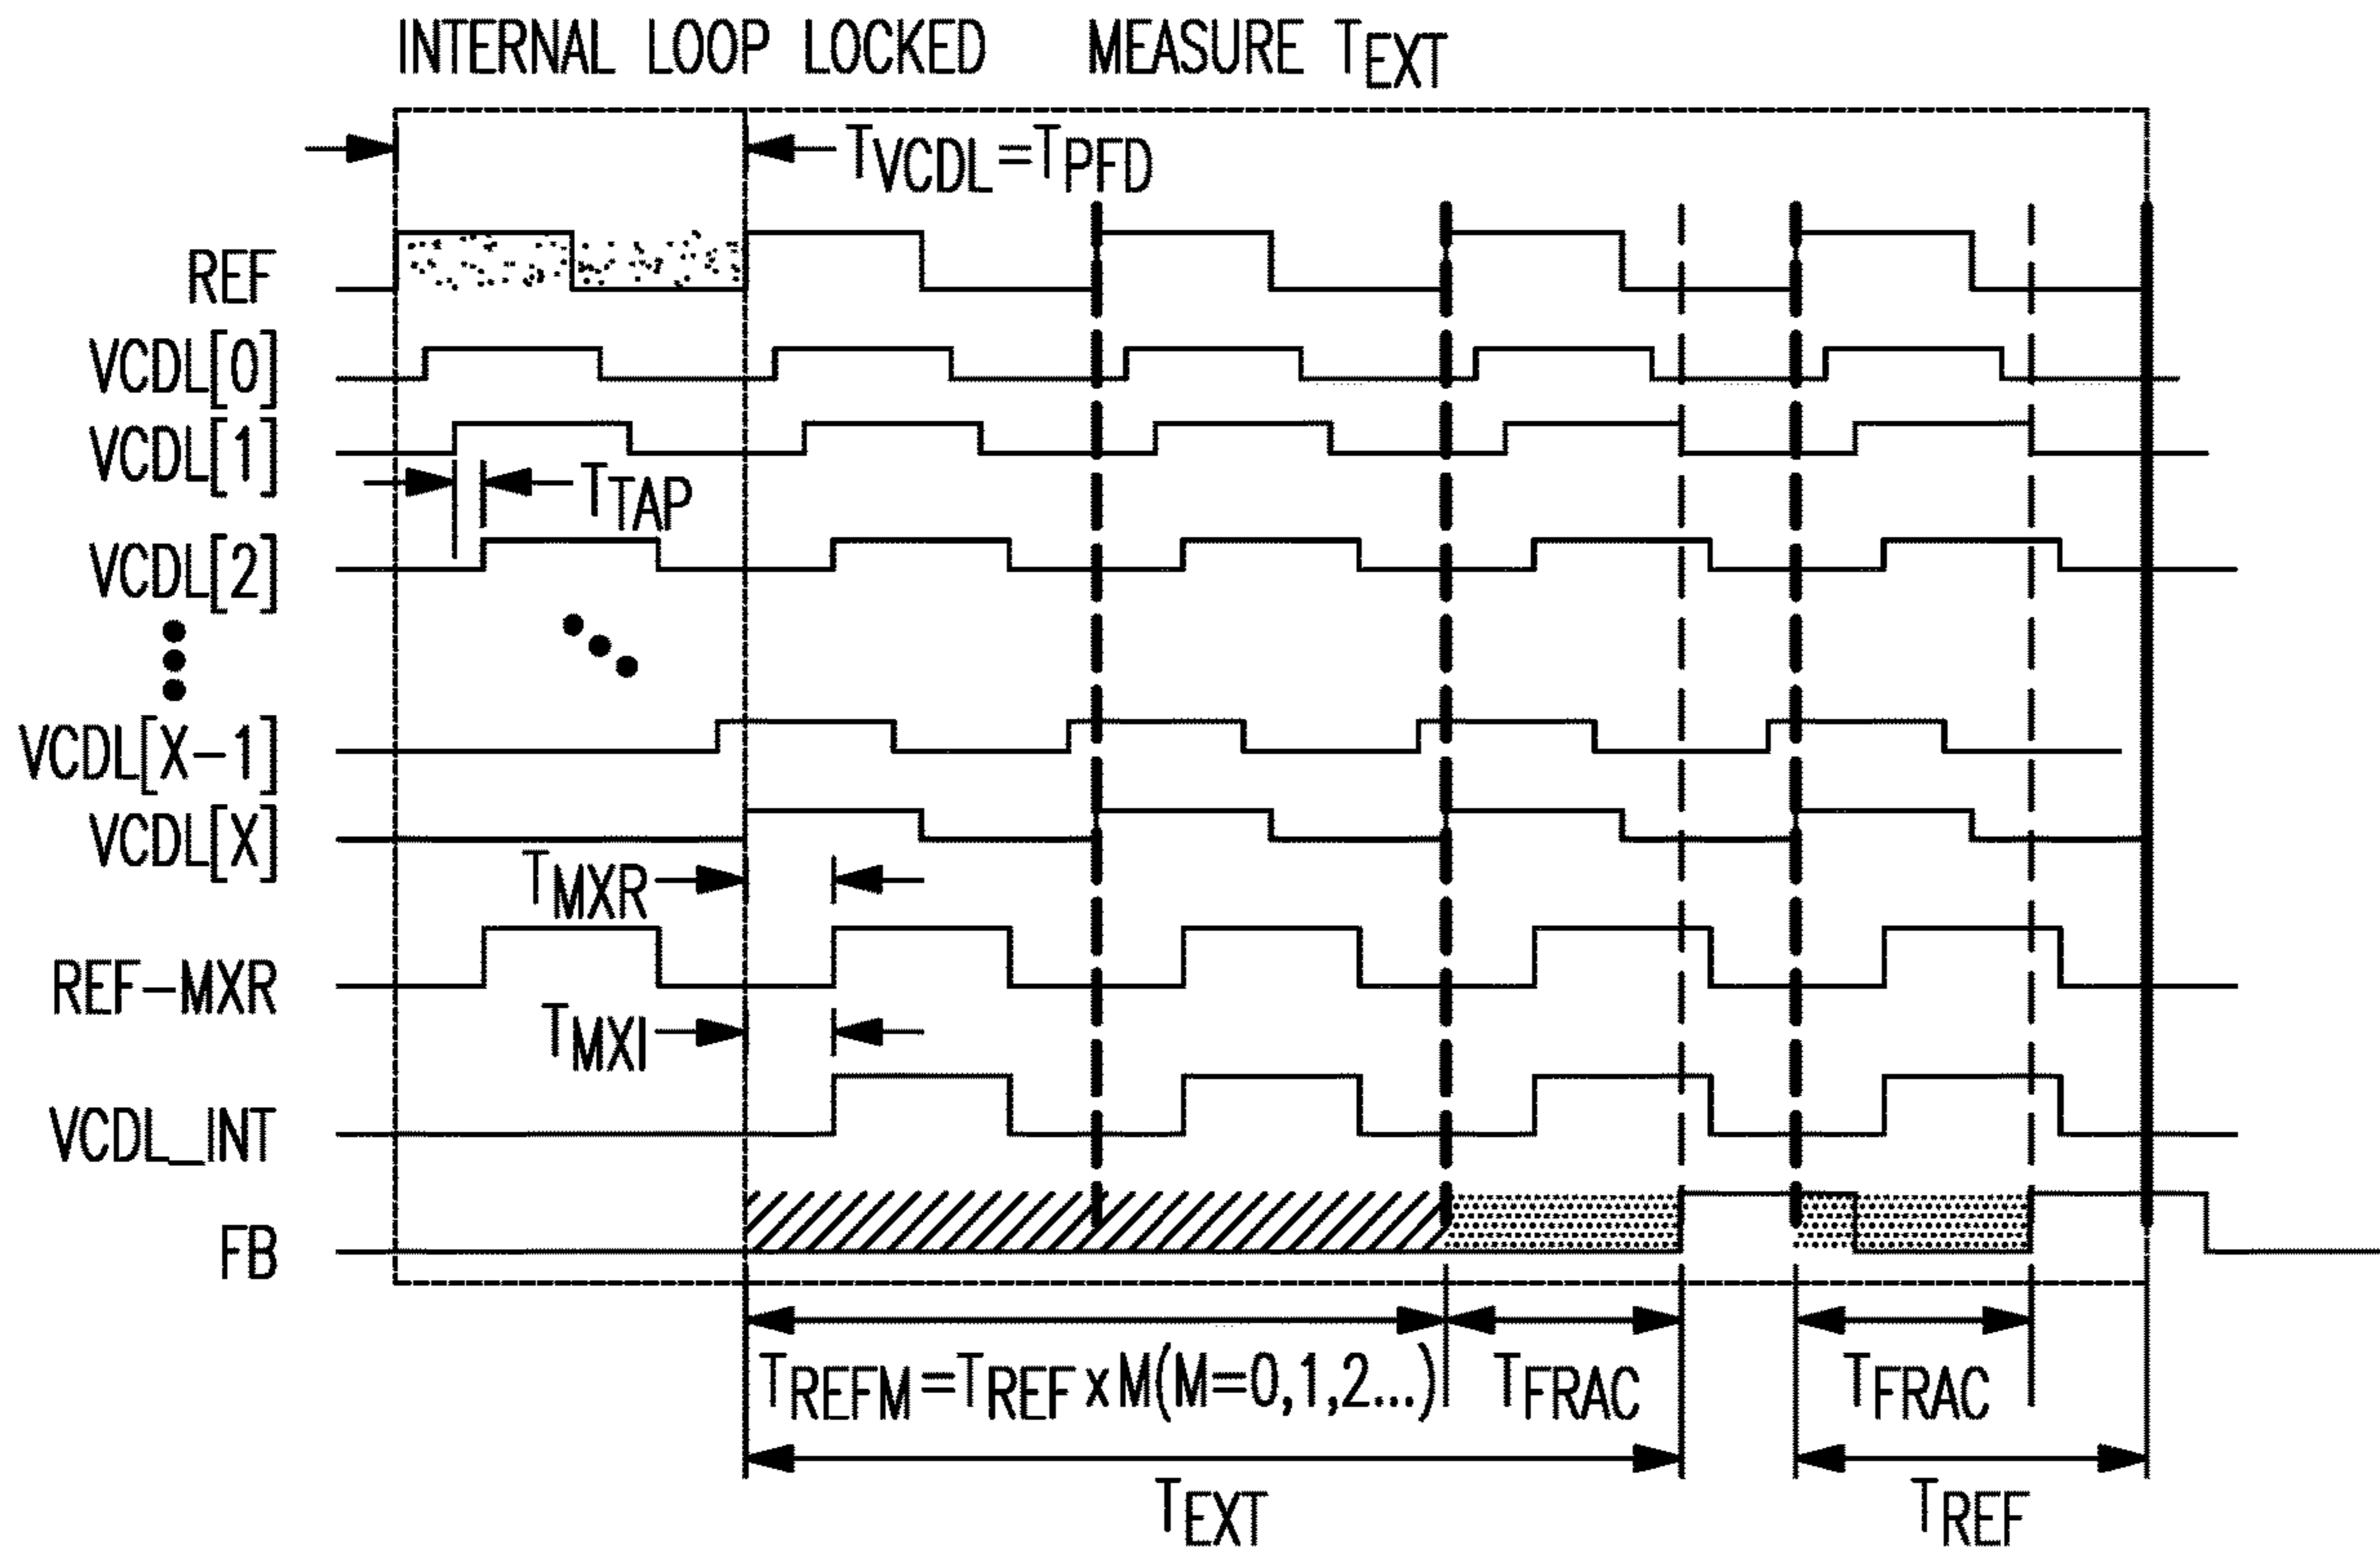 INTERNAL LOOP LOCKED MEASURE TEXT
TVCDL=TPFD
REF
VCDL[0]
VCDL[1]
TTAP
VCDL[2]
VCDL[X-1]
VCDL[X]
TMXR
REF-MXR
TMXI
VCDL_INT
FB
TREFM=TREF x M(M=0,1,2...) TFRAC TFRAC
TEXT TREF